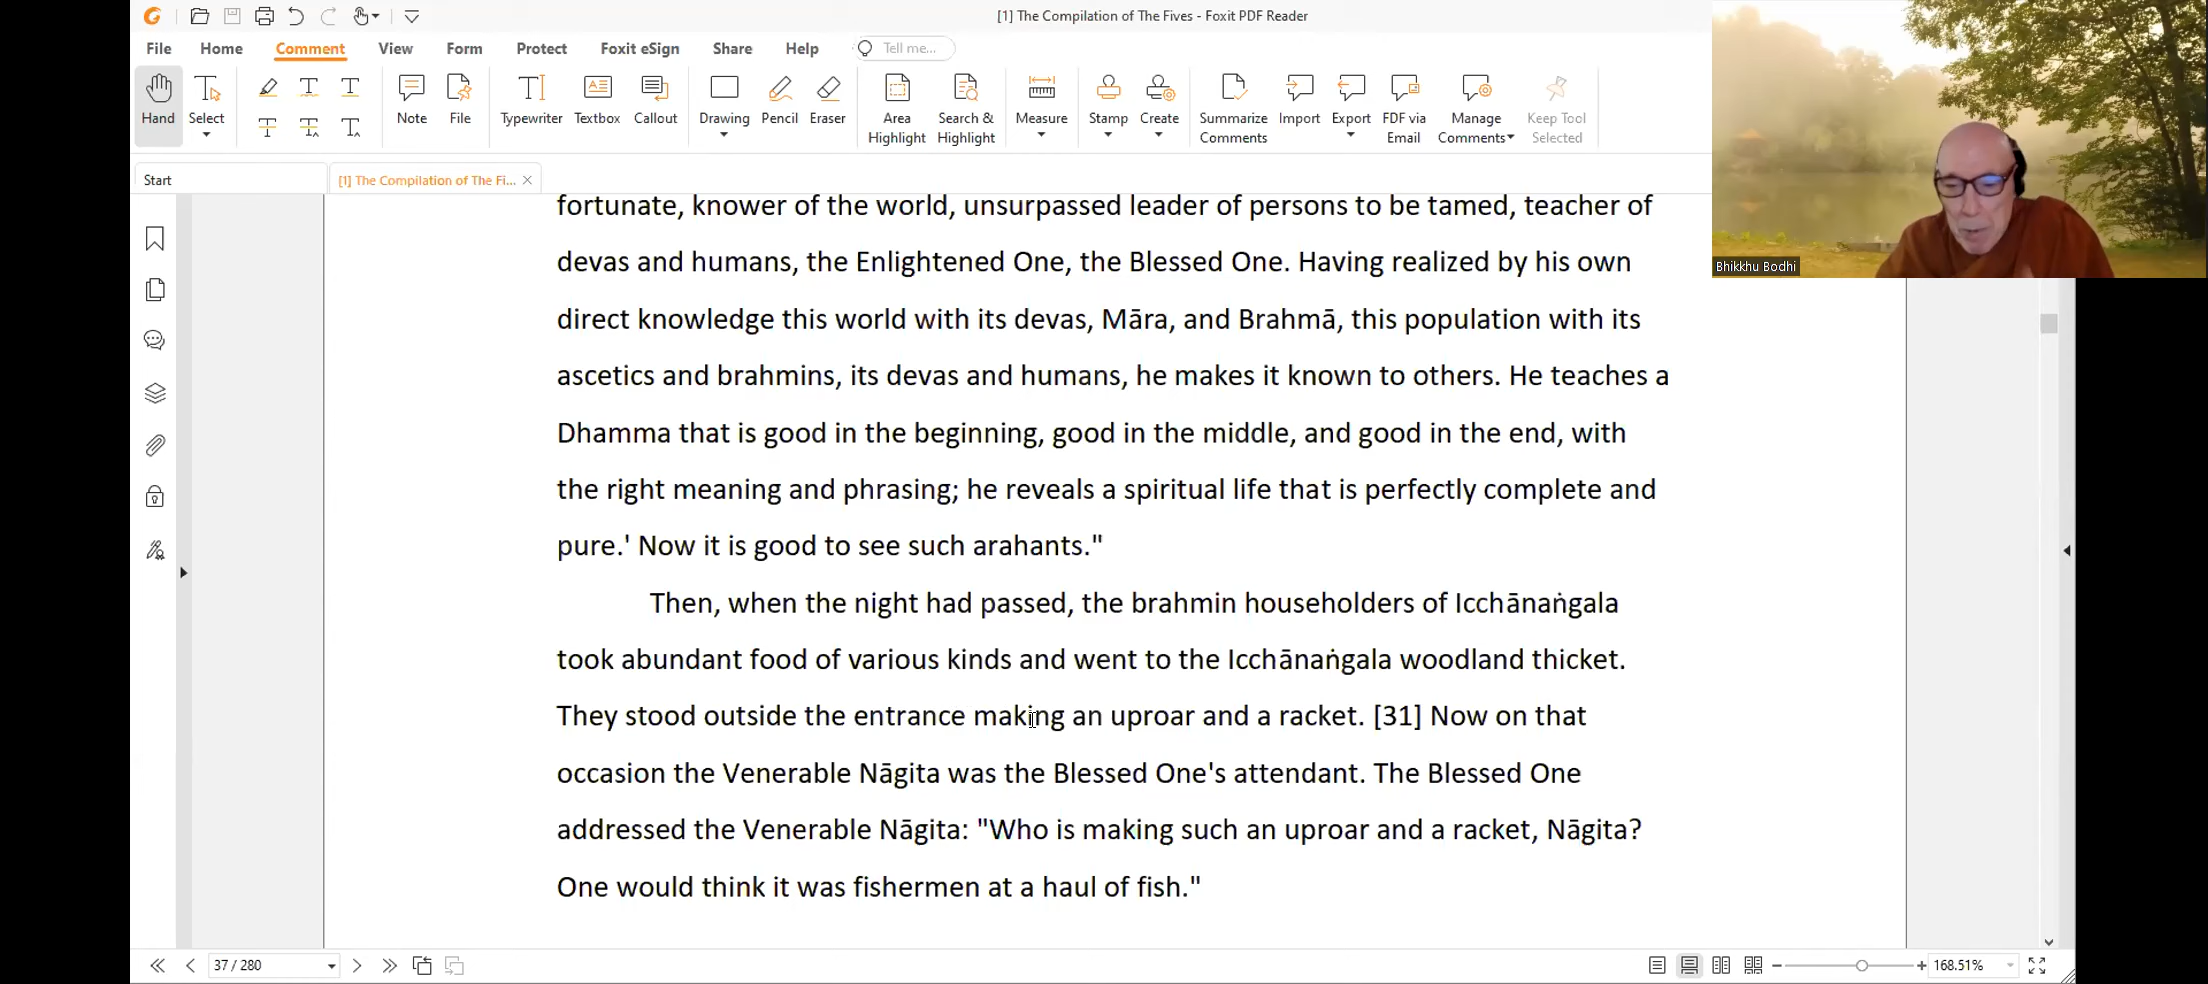 [1] The Compilation of The Fives - Foxit PDF Reader
File Home Comment View Form Protect Foxit eSign Share Help Tell me...
Hand Select Note File Typewriter Textbox Callout Drawing Pencil Eraser Area Highlight Search & Highlight Measure Stamp Create Summarize Comments Import Export FDF via Email Manage Comments Keep Tool Selected
Start [1] The Compilation of The Fi...
Bhikkhu Bodhi
fortunate, knower of the world, unsurpassed leader of persons to be tamed, teacher of
devas and humans, the Enlightened One, the Blessed One. Having realized by his own
direct knowledge this world with its devas, Māra, and Brahmā, this population with its
ascetics and brahmins, its devas and humans, he makes it known to others. He teaches a
Dhamma that is good in the beginning, good in the middle, and good in the end, with
the right meaning and phrasing; he reveals a spiritual life that is perfectly complete and
pure.' Now it is good to see such arahants."
Then, when the night had passed, the brahmin householders of Icchānaṅgala
took abundant food of various kinds and went to the Icchānaṅgala woodland thicket.
They stood outside the entrance making an uproar and a racket. [31] Now on that
occasion the Venerable Nāgita was the Blessed One's attendant. The Blessed One
addressed the Venerable Nāgita: "Who is making such an uproar and a racket, Nāgita?
One would think it was fishermen at a haul of fish."
37 / 280 168.51%